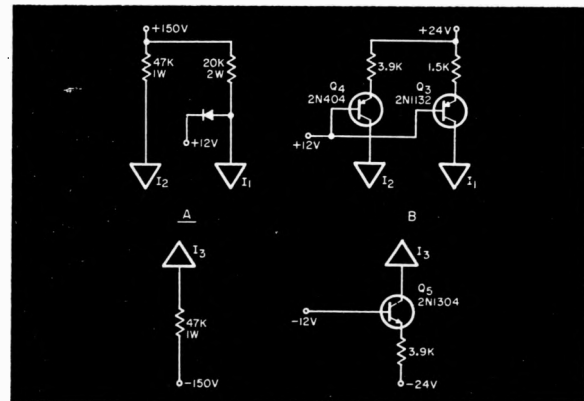 +150V
47K
1W
20K
2W
+12V
I2
I1
A
+24V
3.9K
1.5K
Q4
2N404
Q3
2N1132
+12V
I2
I1
B
I3
47K
1W
-150V
I3
Q5
2N1304
-12V
3.9K
-24V